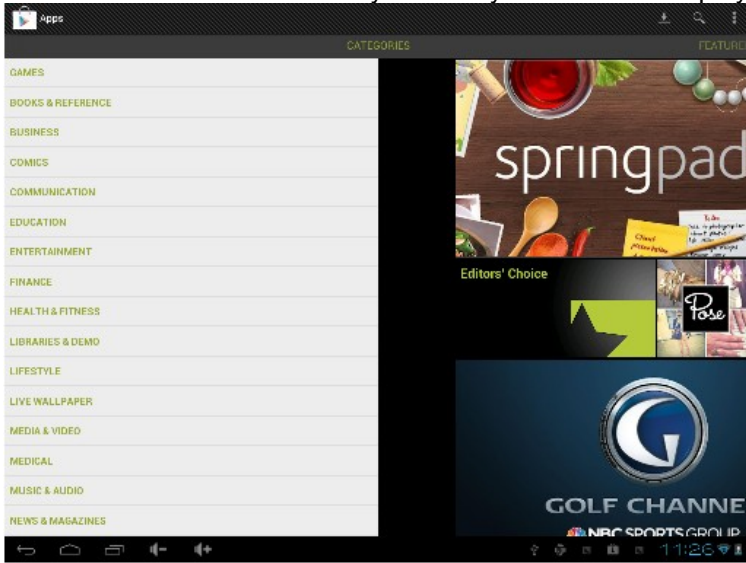 Apps
CATEGORIES
FEATURE
GAMES
BOOKS & REFERENCE
BUSINESS
COMICS
COMMUNICATION
EDUCATION
ENTERTAINMENT
FINANCE
HEALTH & FITNESS
LIBRARIES & DEMO
LIFESTYLE
LIVE WALLPAPER
MEDIA & VIDEO
MEDICAL
MUSIC & AUDIO
NEWS & MAGAZINES
springpad
Editors' Choice
Pose
G
GOLF CHANNE
NBC SPORTS GROUP
11:26